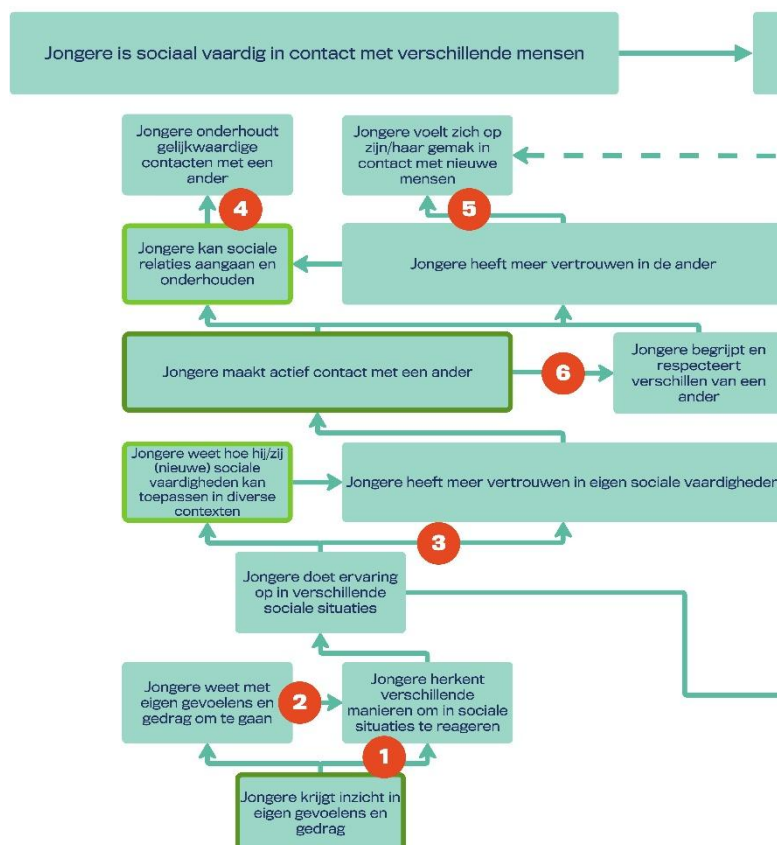 Jongere is sociaal vaardig in contact met verschillende mensen
Jongere onderhoudt
gelijkwaardige
contacten met een
ander
Jongere voelt zich op
zijn/haar gemak in
contact met nieuwe
mensen
4
5
Jongere kan sociale
relaties aangaan en
onderhouden
Jongere heeft meer vertrouwen in de ander
Jongere maakt actief contact met een ander
6
Jongere begrijpt en
respecteert
verschillen van een
ander
Jongere weet hoe hij/zij
(nieuwe) sociale
vaardigheden kan
toepassen in diverse
contexten
Jongere heeft meer vertrouwen in eigen sociale vaardigheden
3
Jongere doet ervaring
op in verschillende
sociale situaties
Jongere weet met
eigen gevoelens en
gedrag om te gaan
2
Jongere herkent
verschillende
manieren om in sociale
situaties te reageren
1
Jongere krijgt inzicht in
eigen gevoelens en
gedrag